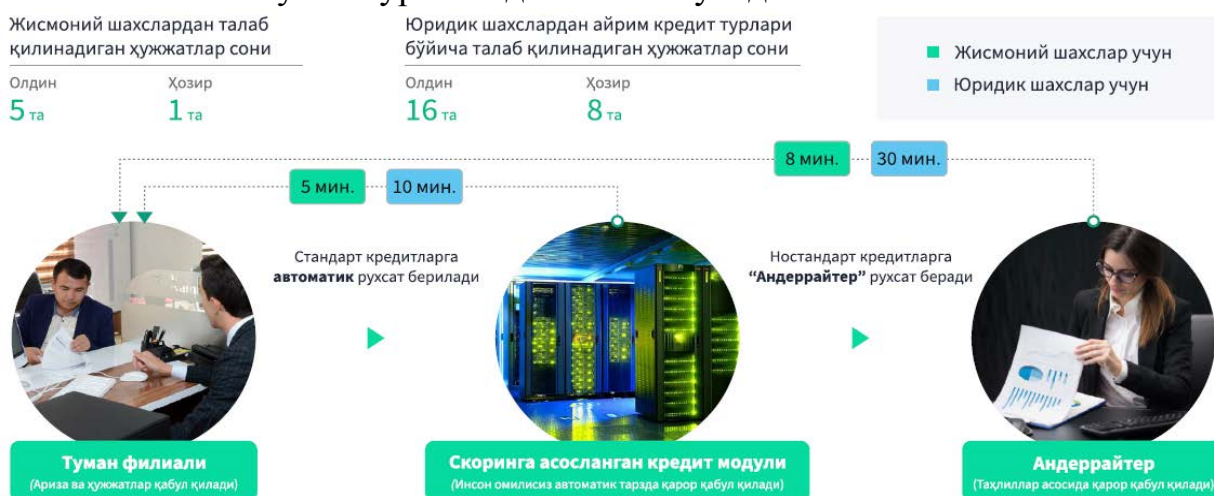 Жисмоний шахслардан талаб
қилинадиган ҳужжатлар сони
Олдин
Ҳозир
5 та
1 та
Юридик шахслардан айрим кредит турлари
бўйича талаб қилинадиган ҳужжатлар сони
Олдин
Ҳозир
16 та
8 та
Жисмоний шахслар учун
Юридик шахслар учун
8 мин.
30 мин.
5 мин.
10 мин.
Стандарт кредитларга
автоматик рухсат берилади
Ностандарт кредитларга
“Андеррайтер” рухсат беради
Туман филиали
(Ариза ва ҳужжатлар қабул қилади)
Скоринга асосланган кредит модули
(Инсон омилисиз автоматик тарзда қарор қабул қилади)
Андеррайтер
(Таҳлиллар асосида қарор қабул қилади)